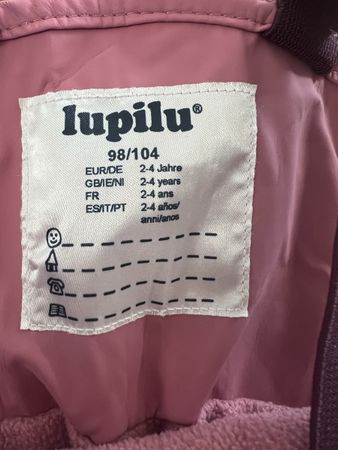 lupilu®
98/104
EUR/DE 2-4 Jahre
GB/IE/NI 2-4 years
FR 2-4 ans
ES/IT/PT 2-4 años/
anni/anos